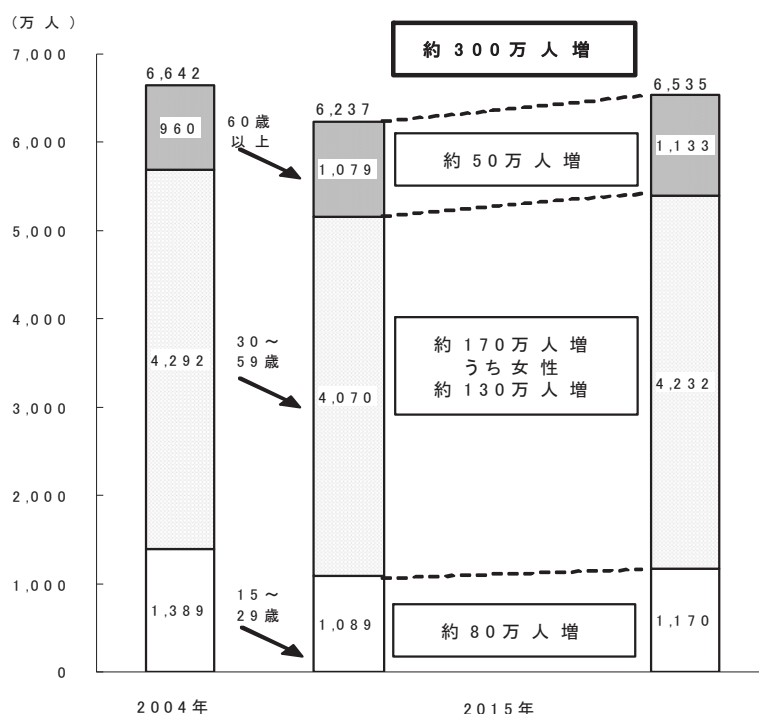 (万人)
7,000
6,000
5,000
4,000
3,000
2,000
1,000
0
6,642
960
4,292
1,389
60歳
以上
30～
59歳
15～
29歳
6,237
1,079
4,070
1,089
約300万人増
約50万人増
約170万人増
うち女性
約130万人増
約80万人増
6,535
1,133
4,232
1,170
2004年
2015年